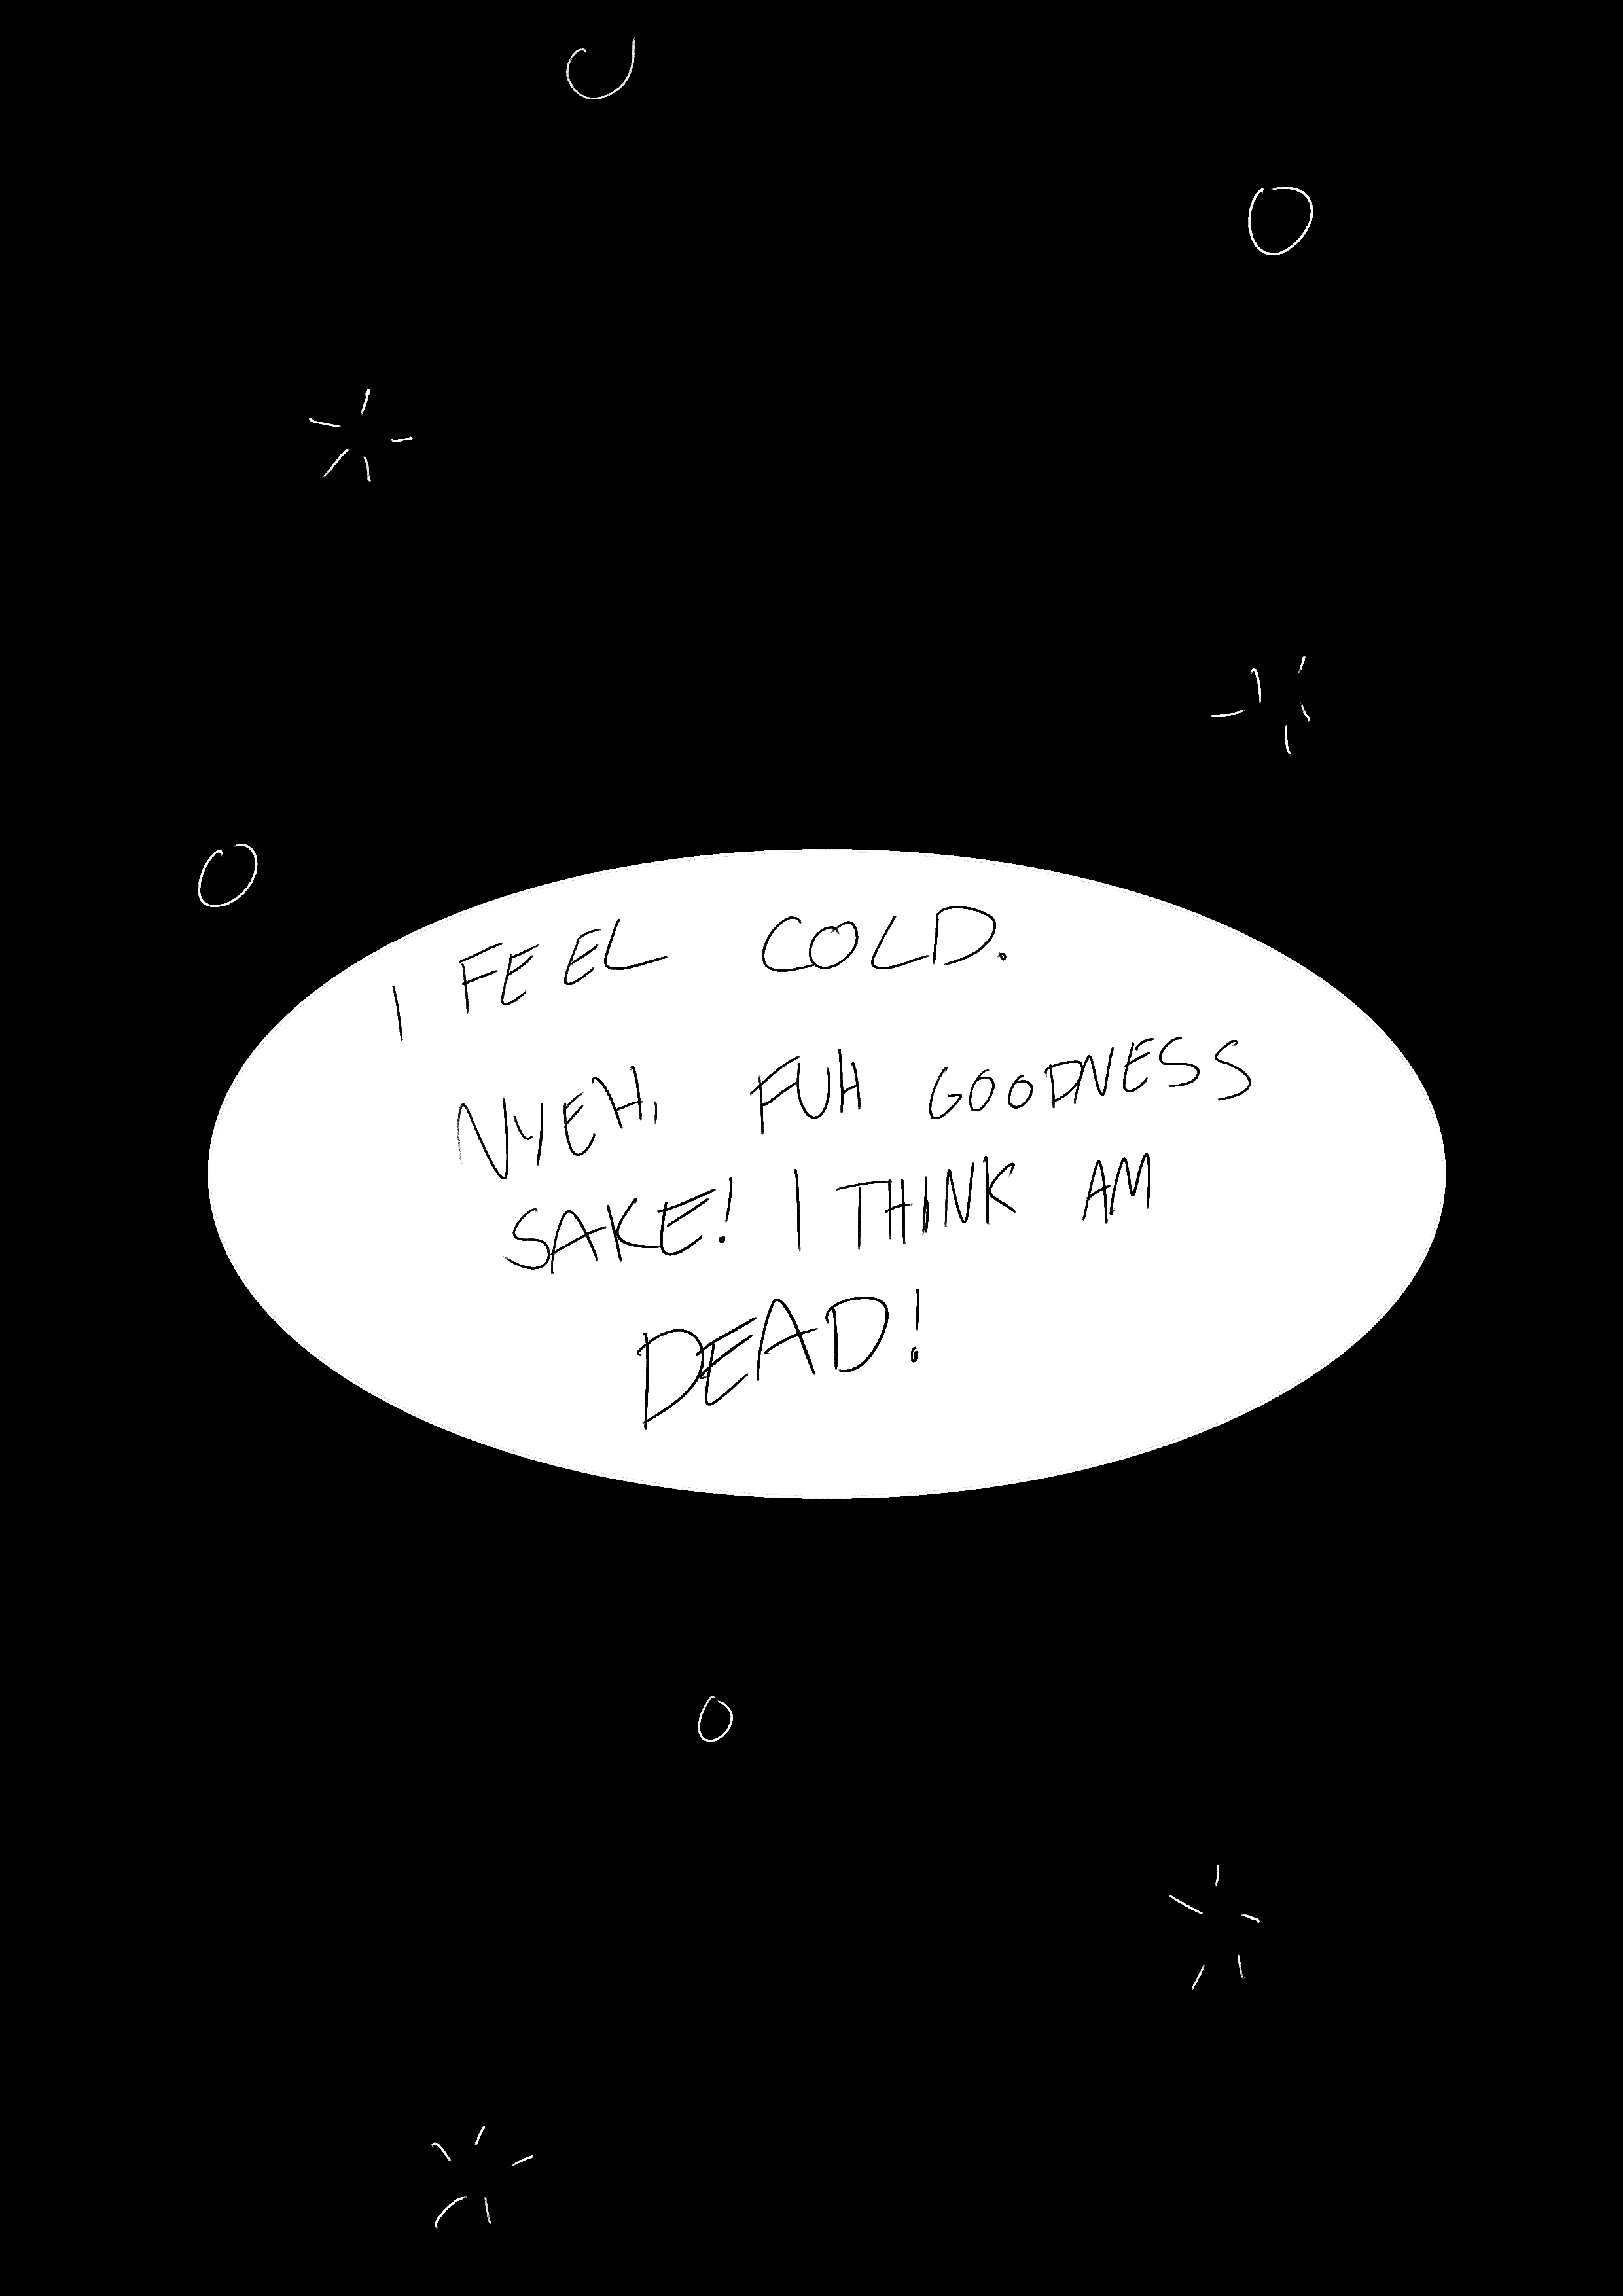 I FEEL COLD.
NYEH, FUH GOODNESS
SAKE! I THINK AM
DEAD!